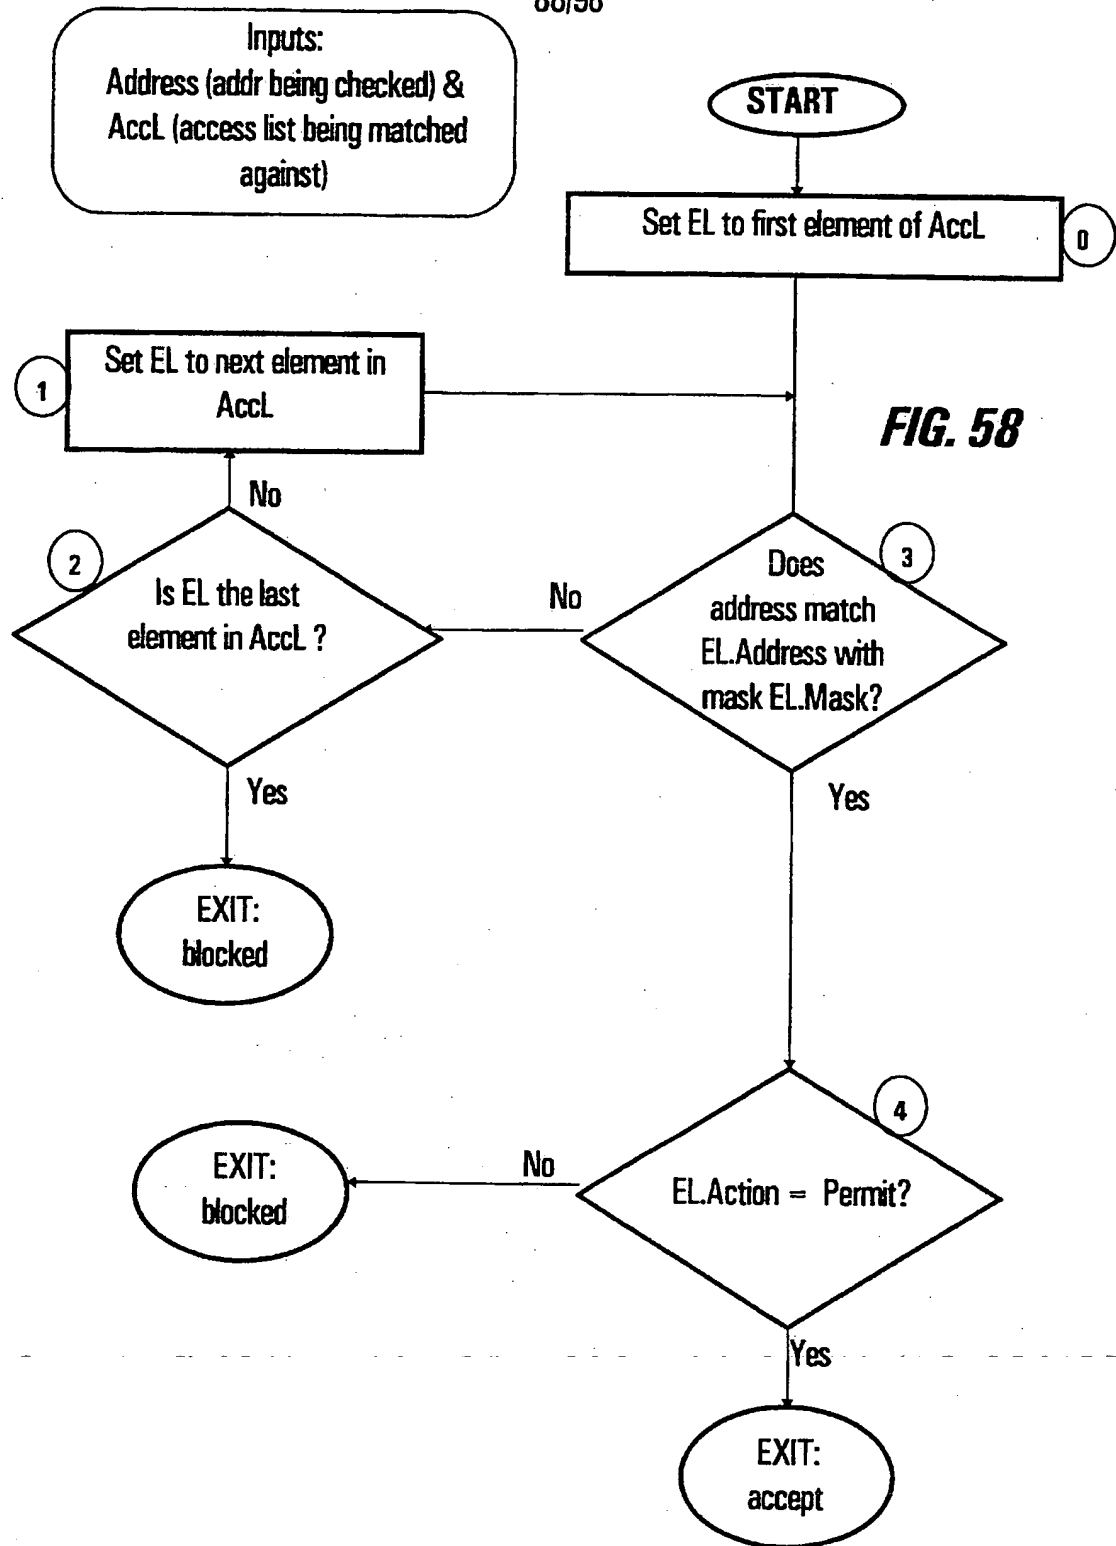 Inputs:
Address (addr being checked) &
AccL (access list being matched
against)
START
Set EL to first element of AccL
0
Set EL to next element in
AccL
1
FIG. 58
No
2
Is EL the last
element in AccL ?
No
3
Does
address match
EL.Address with
mask EL.Mask?
Yes
Yes
EXIT:
blocked
4
EL.Action = Permit?
No
EXIT:
blocked
Yes
EXIT:
accept